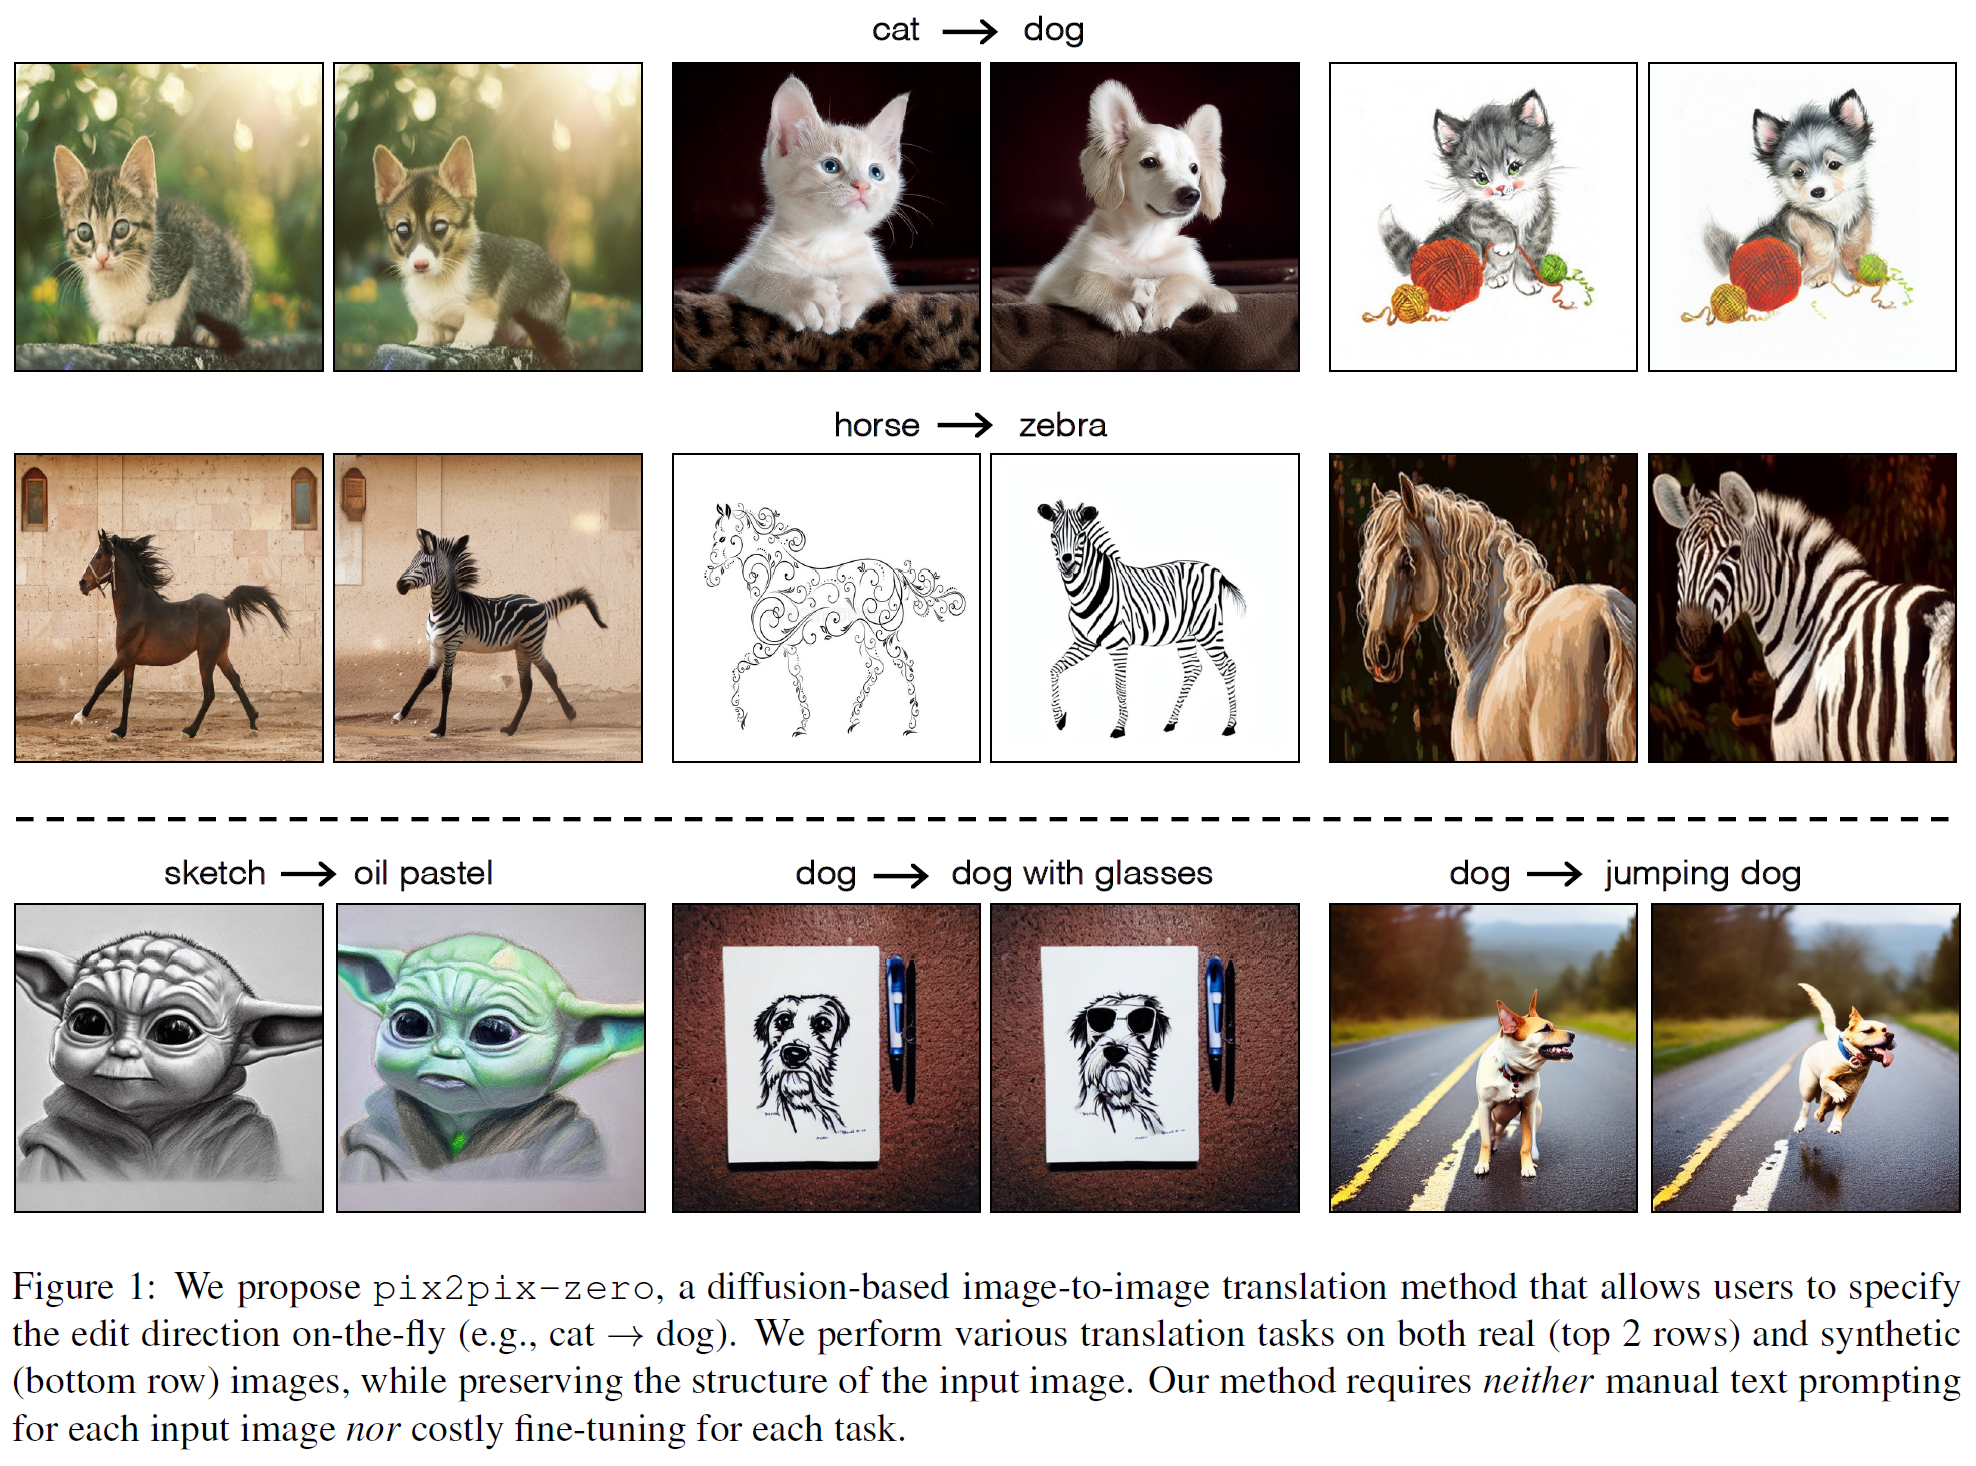 cat → dog
horse → zebra
sketch → oil pastel
dog → dog with glasses
dog → jumping dog
Figure 1: We propose pix2pix-zero, a diffusion-based image-to-image translation method that allows users to specify
the edit direction on-the-fly (e.g., cat → dog). We perform various translation tasks on both real (top 2 rows) and synthetic
(bottom row) images, while preserving the structure of the input image. Our method requires neither manual text prompting
for each input image nor costly fine-tuning for each task.